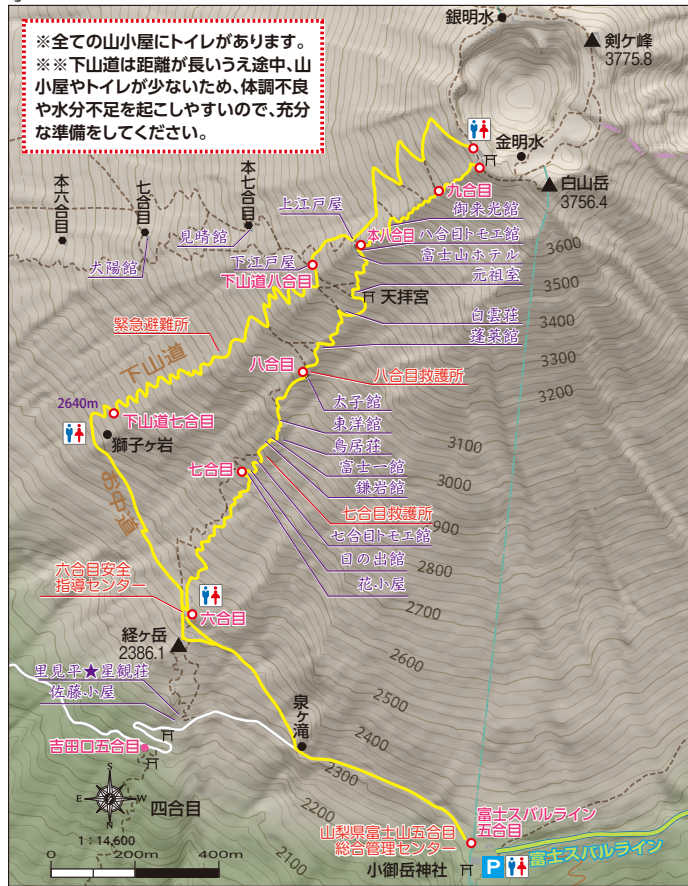 ※全ての山小屋にトイレがあります。
※※下山道は距離が長いうえ途中、山
小屋やトイレが少ないため、体調不良
や水分不足を起こしやすいので、充分
な準備をしてください。
銀明水
剣ケ峰
3775.8
金明水
白山岳
3756.4
九合目
本六合目
七合目
本七合目
上江戸屋
見晴館
犬陽館
御来光館
本八合目
八合目トモエ館
富士山ホテル
下江戸屋
下山道八合目
元祖室
天拝宮
3600
3500
3400
3300
3200
白雲荘
蓬莱館
緊急避難所
下山道
八合目
八合目救護所
太子館
2640m
下山道七合目
獅子ヶ岩
東洋館
鳥居荘
3100
富士一館
3000
七合目
鎌岩館
お中道
七合目救護所
900
七合目トモエ館
日の出館
2800
花小屋
2700
六合目安全
指導センター
六合目
経ヶ岳
2386.1
2600
里見平★星観荘
佐藤小屋
2500
泉ヶ滝
2400
吉田口五合目
2300
S
E
W
N
四合目
2200
2100
富士スバルライン
五合目
山梨県富士山五合目
総合管理センター
小御岳神社
P
富士スバルライン
1：14,600
0
200m
400m